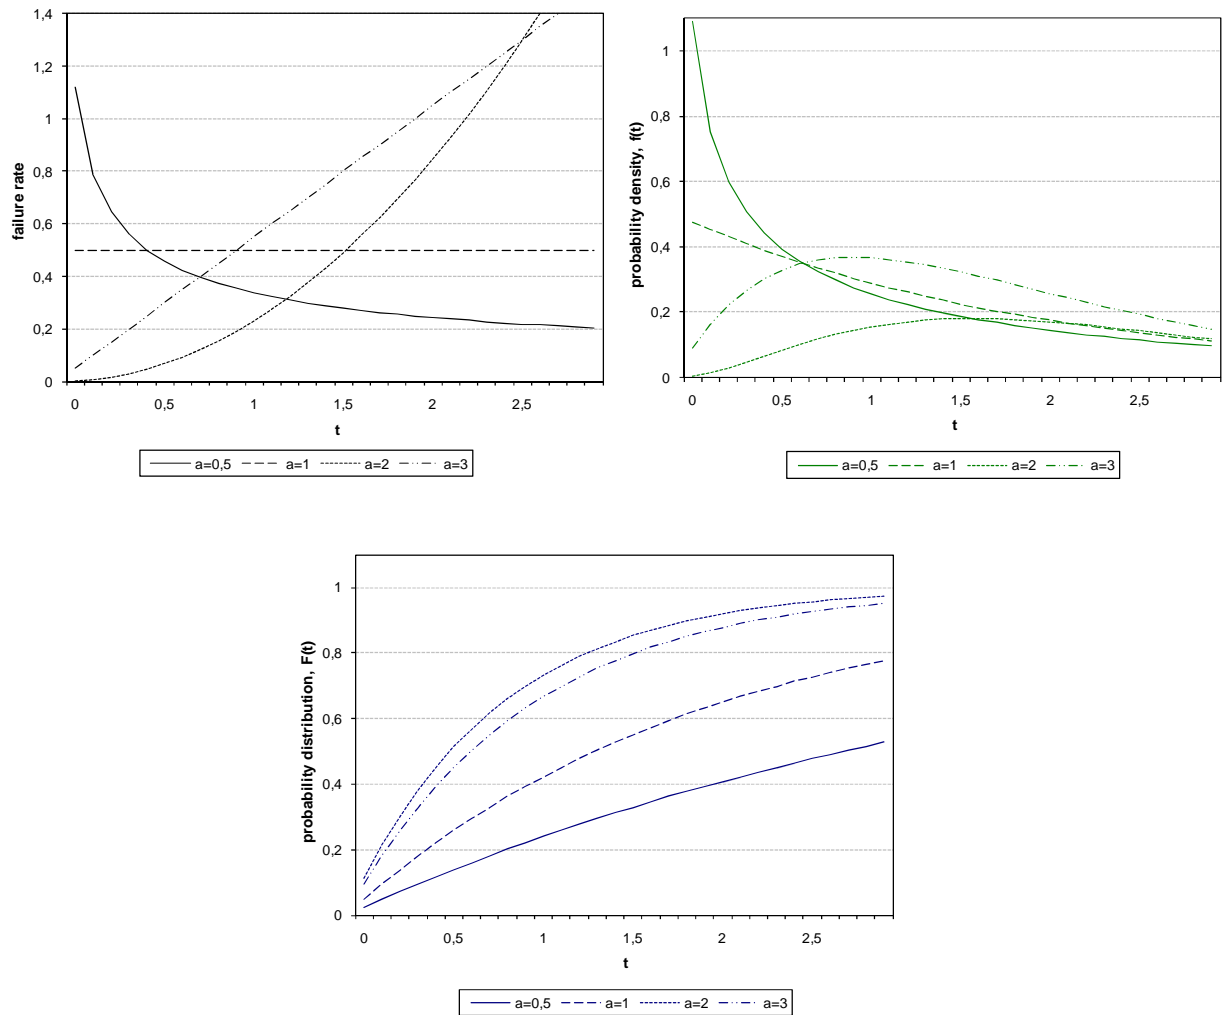 failure rate
1,4
1,2
1
0,8
0,6
0,4
0,2
0
0 0,5 1 1,5 2 2,5
t
a=0,5 a=1 a=2 a=3
probability density, f(t)
1
0,8
0,6
0,4
0,2
0
0 0,5 1 1,5 2 2,5
t
a=0,5 a=1 a=2 a=3
probability distribution, F(t)
1
0,8
0,6
0,4
0,2
0
0 0,5 1 1,5 2 2,5
t
a=0,5 a=1 a=2 a=3